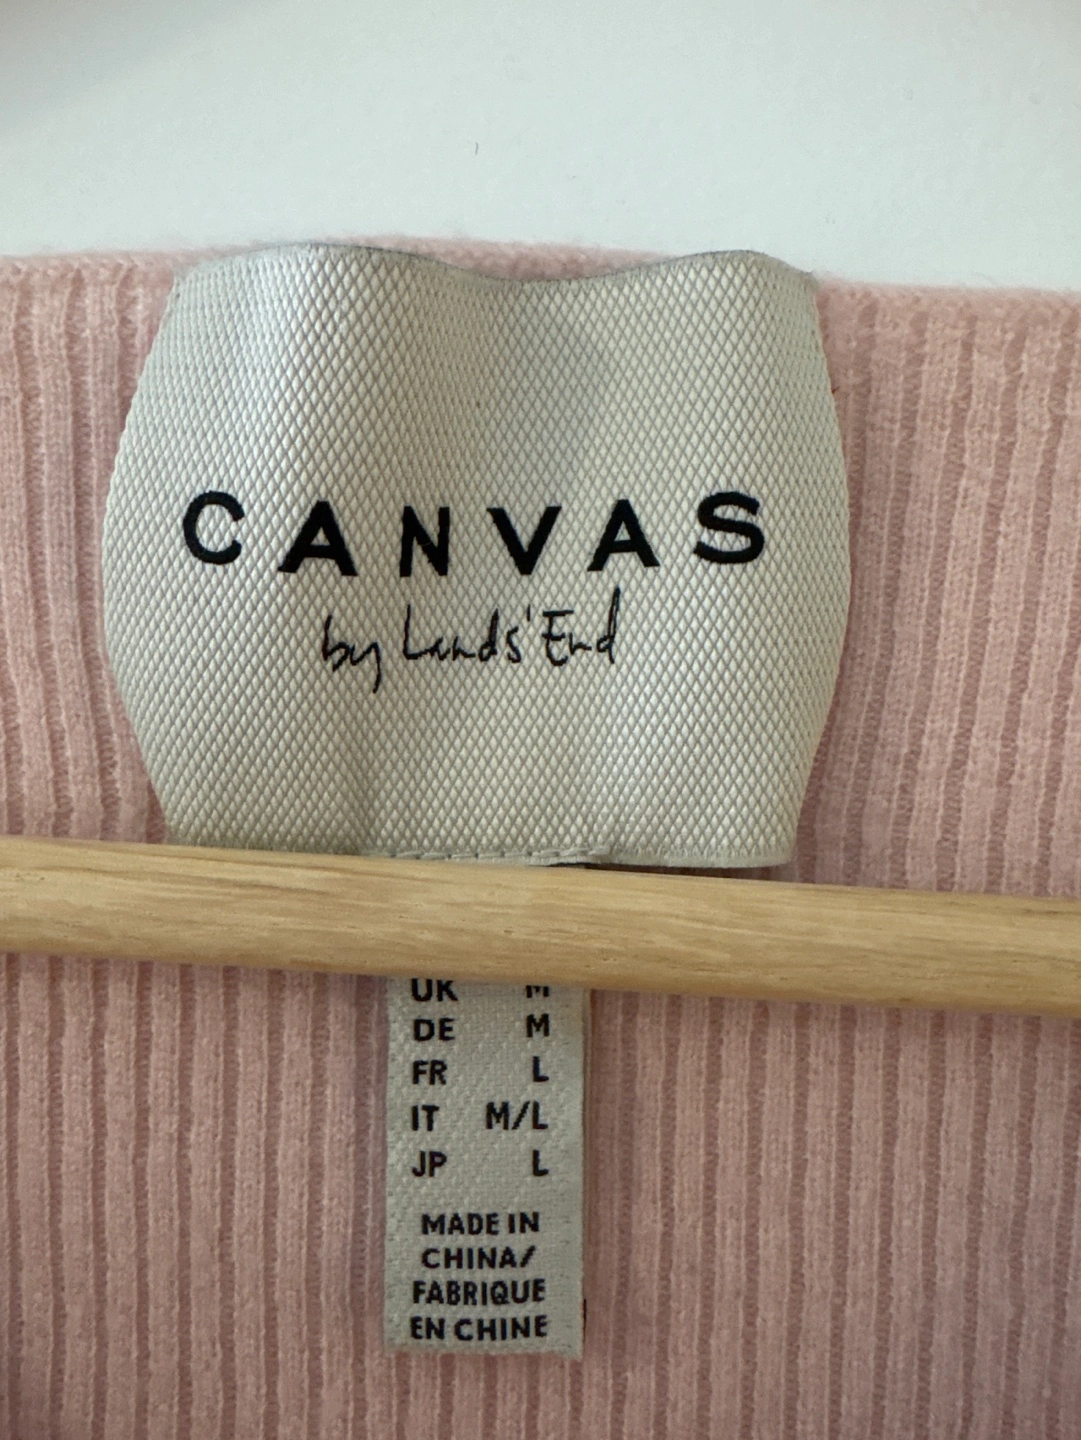 CANVAS
by Lands' End
UK M
DE M
FR L
IT M/L
JP L
MADE IN
CHINA/
FABRIQUE
EN CHINE